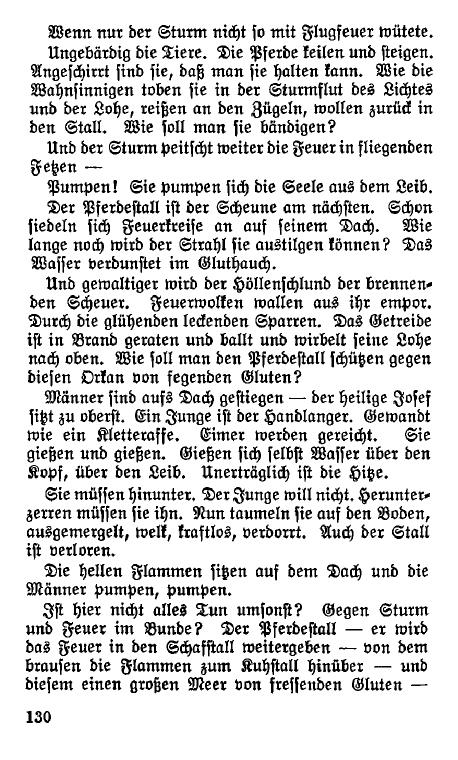 Wenn nur der Sturm nicht so mit Flugfeuer wütete.
Ungebärdig die Tiere. Die Pferde keilen und steigen.
Angeschirrt sind sie, daß man sie halten kann. Wie die
Wahnsinnigen toben sie in der Sturmflut des Lichtes
und der Lohe, reißen an den Zügeln, wollen zurück in
den Stall. Wie soll man sie bändigen?
Und der Sturm peitscht weiter die Feuer in fliegenden
Fetzen —
Pumpen! Sie pumpen sich die Seele aus dem Leib.
Der Pferdestall ist der Scheune am nächsten. Schon
siedeln sich Feuerkreise an auf seinem Dach. Wie
lange noch wird der Strahl sie austilgen können? Das
Wasser verdunstet im Gluthauch.
Und gewaltiger wird der Höllenschlund der brennen-
den Scheuer. Feuerwolken wallen aus ihr empor.
Durch die glühenden leckenden Sparren. Das Getreide
ist in Brand geraten und ballt und wirbelt seine Lohe
nach oben. Wie soll man den Pferdestall schützen gegen
diesen Orkan von fegenden Gluten?
Männer sind aufs Dach gestiegen — der heilige Josef
sitzt zu oberst. Ein Junge ist der Handlanger. Gewandt
wie ein Kletteraffe. Eimer werden gereicht. Sie
gießen und gießen. Gießen sich selbst Wasser über den
Kopf, über den Leib. Unerträglich ist die Hitze.
Sie müssen hinunter. Der Junge will nicht. Herunter-
zerren müssen sie ihn. Nun taumeln sie auf den Boden,
ausgemergelt, welk, kraftlos, verdorrt. Auch der Stall
ist verloren.
Die hellen Flammen sitzen auf dem Dach und die
Männer pumpen, pumpen.
Ist hier nicht alles Tun umsonst? Gegen Sturm
und Feuer im Bunde? Der Pferdestall — er wird
das Feuer in den Schafstall weitergeben — von dem
brausen die Flammen zum Kuhstall hinüber — und
diesem einen großen Meer von fressenden Gluten —
130